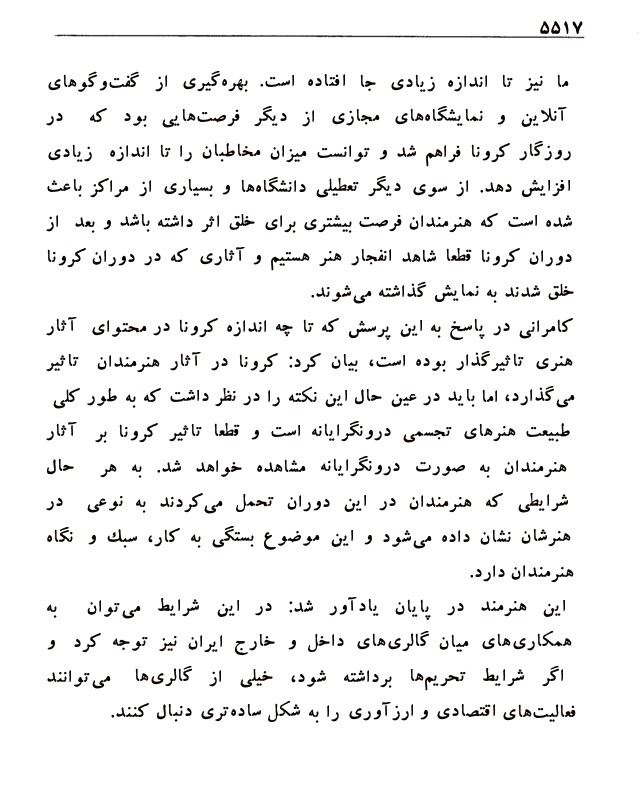 ۵۵۱۷
ما نیز تا اندازه زیادی جا افتاده است. بهره‌گیری از گفت‌وگوهای
آنلاین و نمایشگاه‌های مجازی از دیگر فرصت‌هایی بود که در
روزگار کرونا فراهم شد و توانست میزان مخاطبان را تا اندازه زیادی
افزایش دهد. از سوی دیگر تعطیلی دانشگاه‌ها و بسیاری از مراکز باعث
شده است که هنرمندان فرصت بیشتری برای خلق اثر داشته باشد و بعد از
دوران کرونا قطعا شاهد انفجار هنر هستیم و آثاری که در دوران کرونا
خلق شدند به نمایش گذاشته می‌شوند.
کامرانی در پاسخ به این پرسش که تا چه اندازه کرونا در محتوای آثار
هنری تاثیرگذار بوده است، بیان کرد: کرونا در آثار هنرمندان تاثیر
می‌گذارد، اما باید در عین حال این نکته را در نظر داشت که به طور کلی
طبیعت هنرهای تجسمی درونگرایانه است و قطعا تاثیر کرونا بر آثار
هنرمندان به صورت درونگرایانه مشاهده خواهد شد. به هر حال
شرایطی که هنرمندان در این دوران تحمل می‌کردند به نوعی در
هنرشان نشان داده می‌شود و این موضوع بستگی به کار، سبك و نگاه
هنرمندان دارد.
این هنرمند در پایان یادآور شد: در این شرایط می‌توان به
همکاری‌های میان گالری‌های داخل و خارج ایران نیز توجه کرد و
اگر شرایط تحریم‌ها برداشته شود، خیلی از گالری‌ها می‌توانند
فعالیت‌های اقتصادی و ارزآوری را به شکل ساده‌تری دنبال کنند.